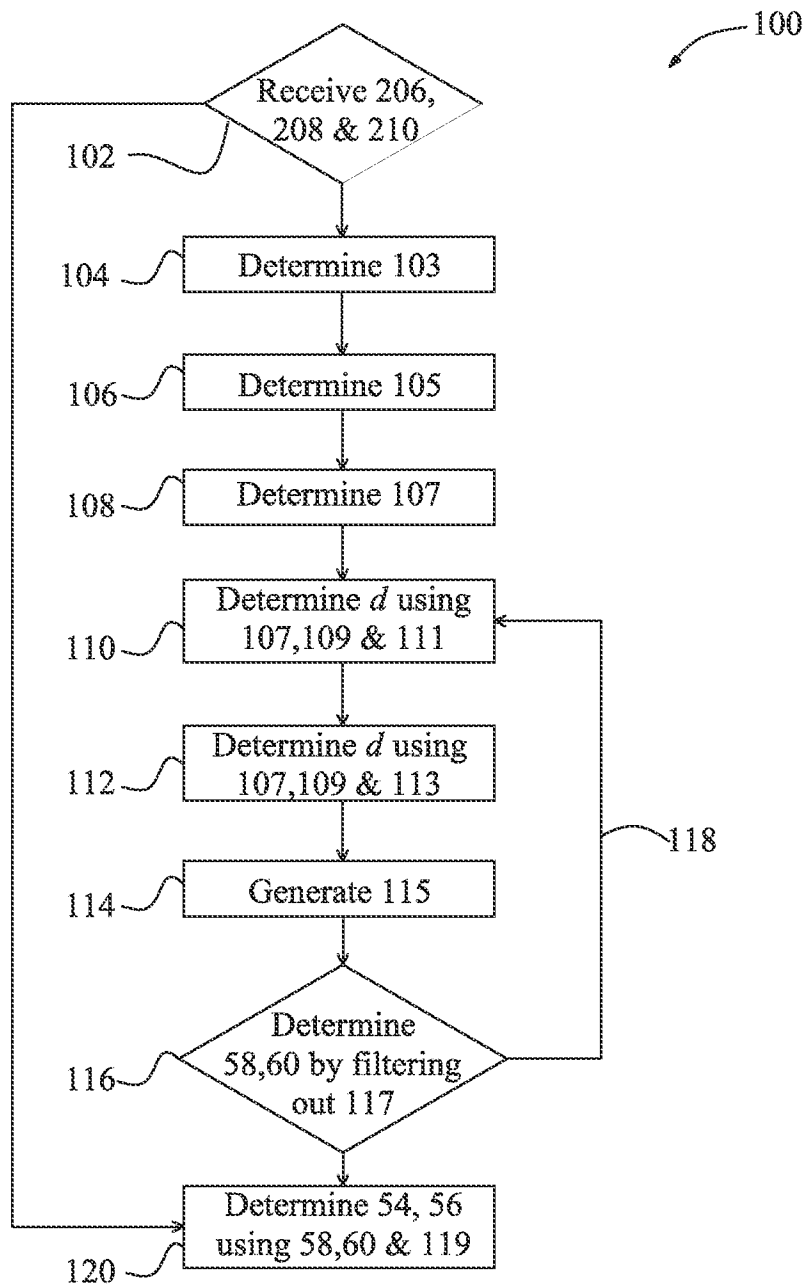 100
Receive 206,
208 & 210
102
Determine 103
104
Determine 105
106
Determine 107
108
Determine d using
107,109 & 111
110
Determine d using
107,109 & 113
112
118
Generate 115
114
Determine
58,60 by filtering
out 117
116
Determine 54, 56
using 58,60 & 119
120